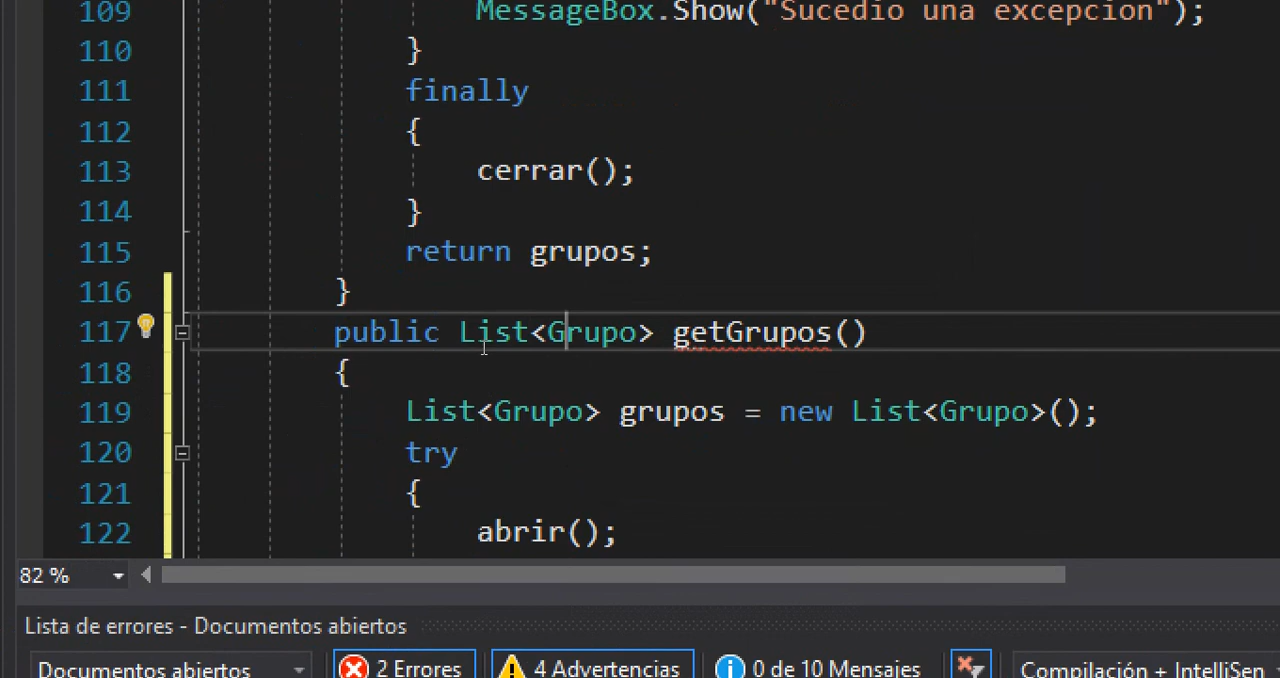 109 MessageBox.Show("Sucedio una excepcion");
110 }
111 finally
112 {
113 cerrar();
114 }
115 return grupos;
116 }
117 public List<Grupo> getGrupos()
118 {
119 List<Grupo> grupos = new List<Grupo>();
120 try
121 {
122 abrir();
82 %
Lista de errores - Documentos abiertos
Documentos abiertos 2 Errores 4 Advertencias 0 de 10 Mensajes Compilación + IntelliSen